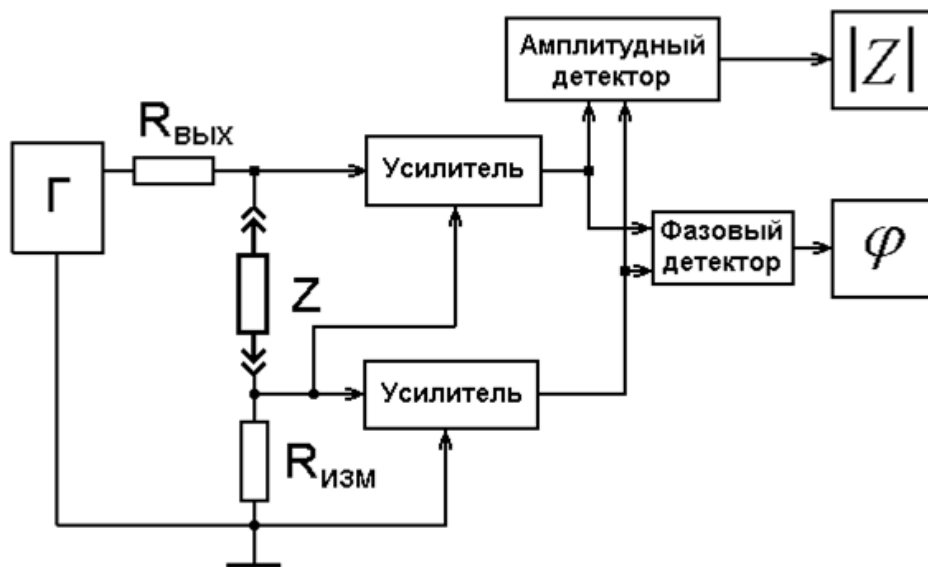 Амплитудный
детектор
|Z|
RВЫХ
Г
Усилитель
Фазовый
детектор
φ
Z
Усилитель
RИЗМ